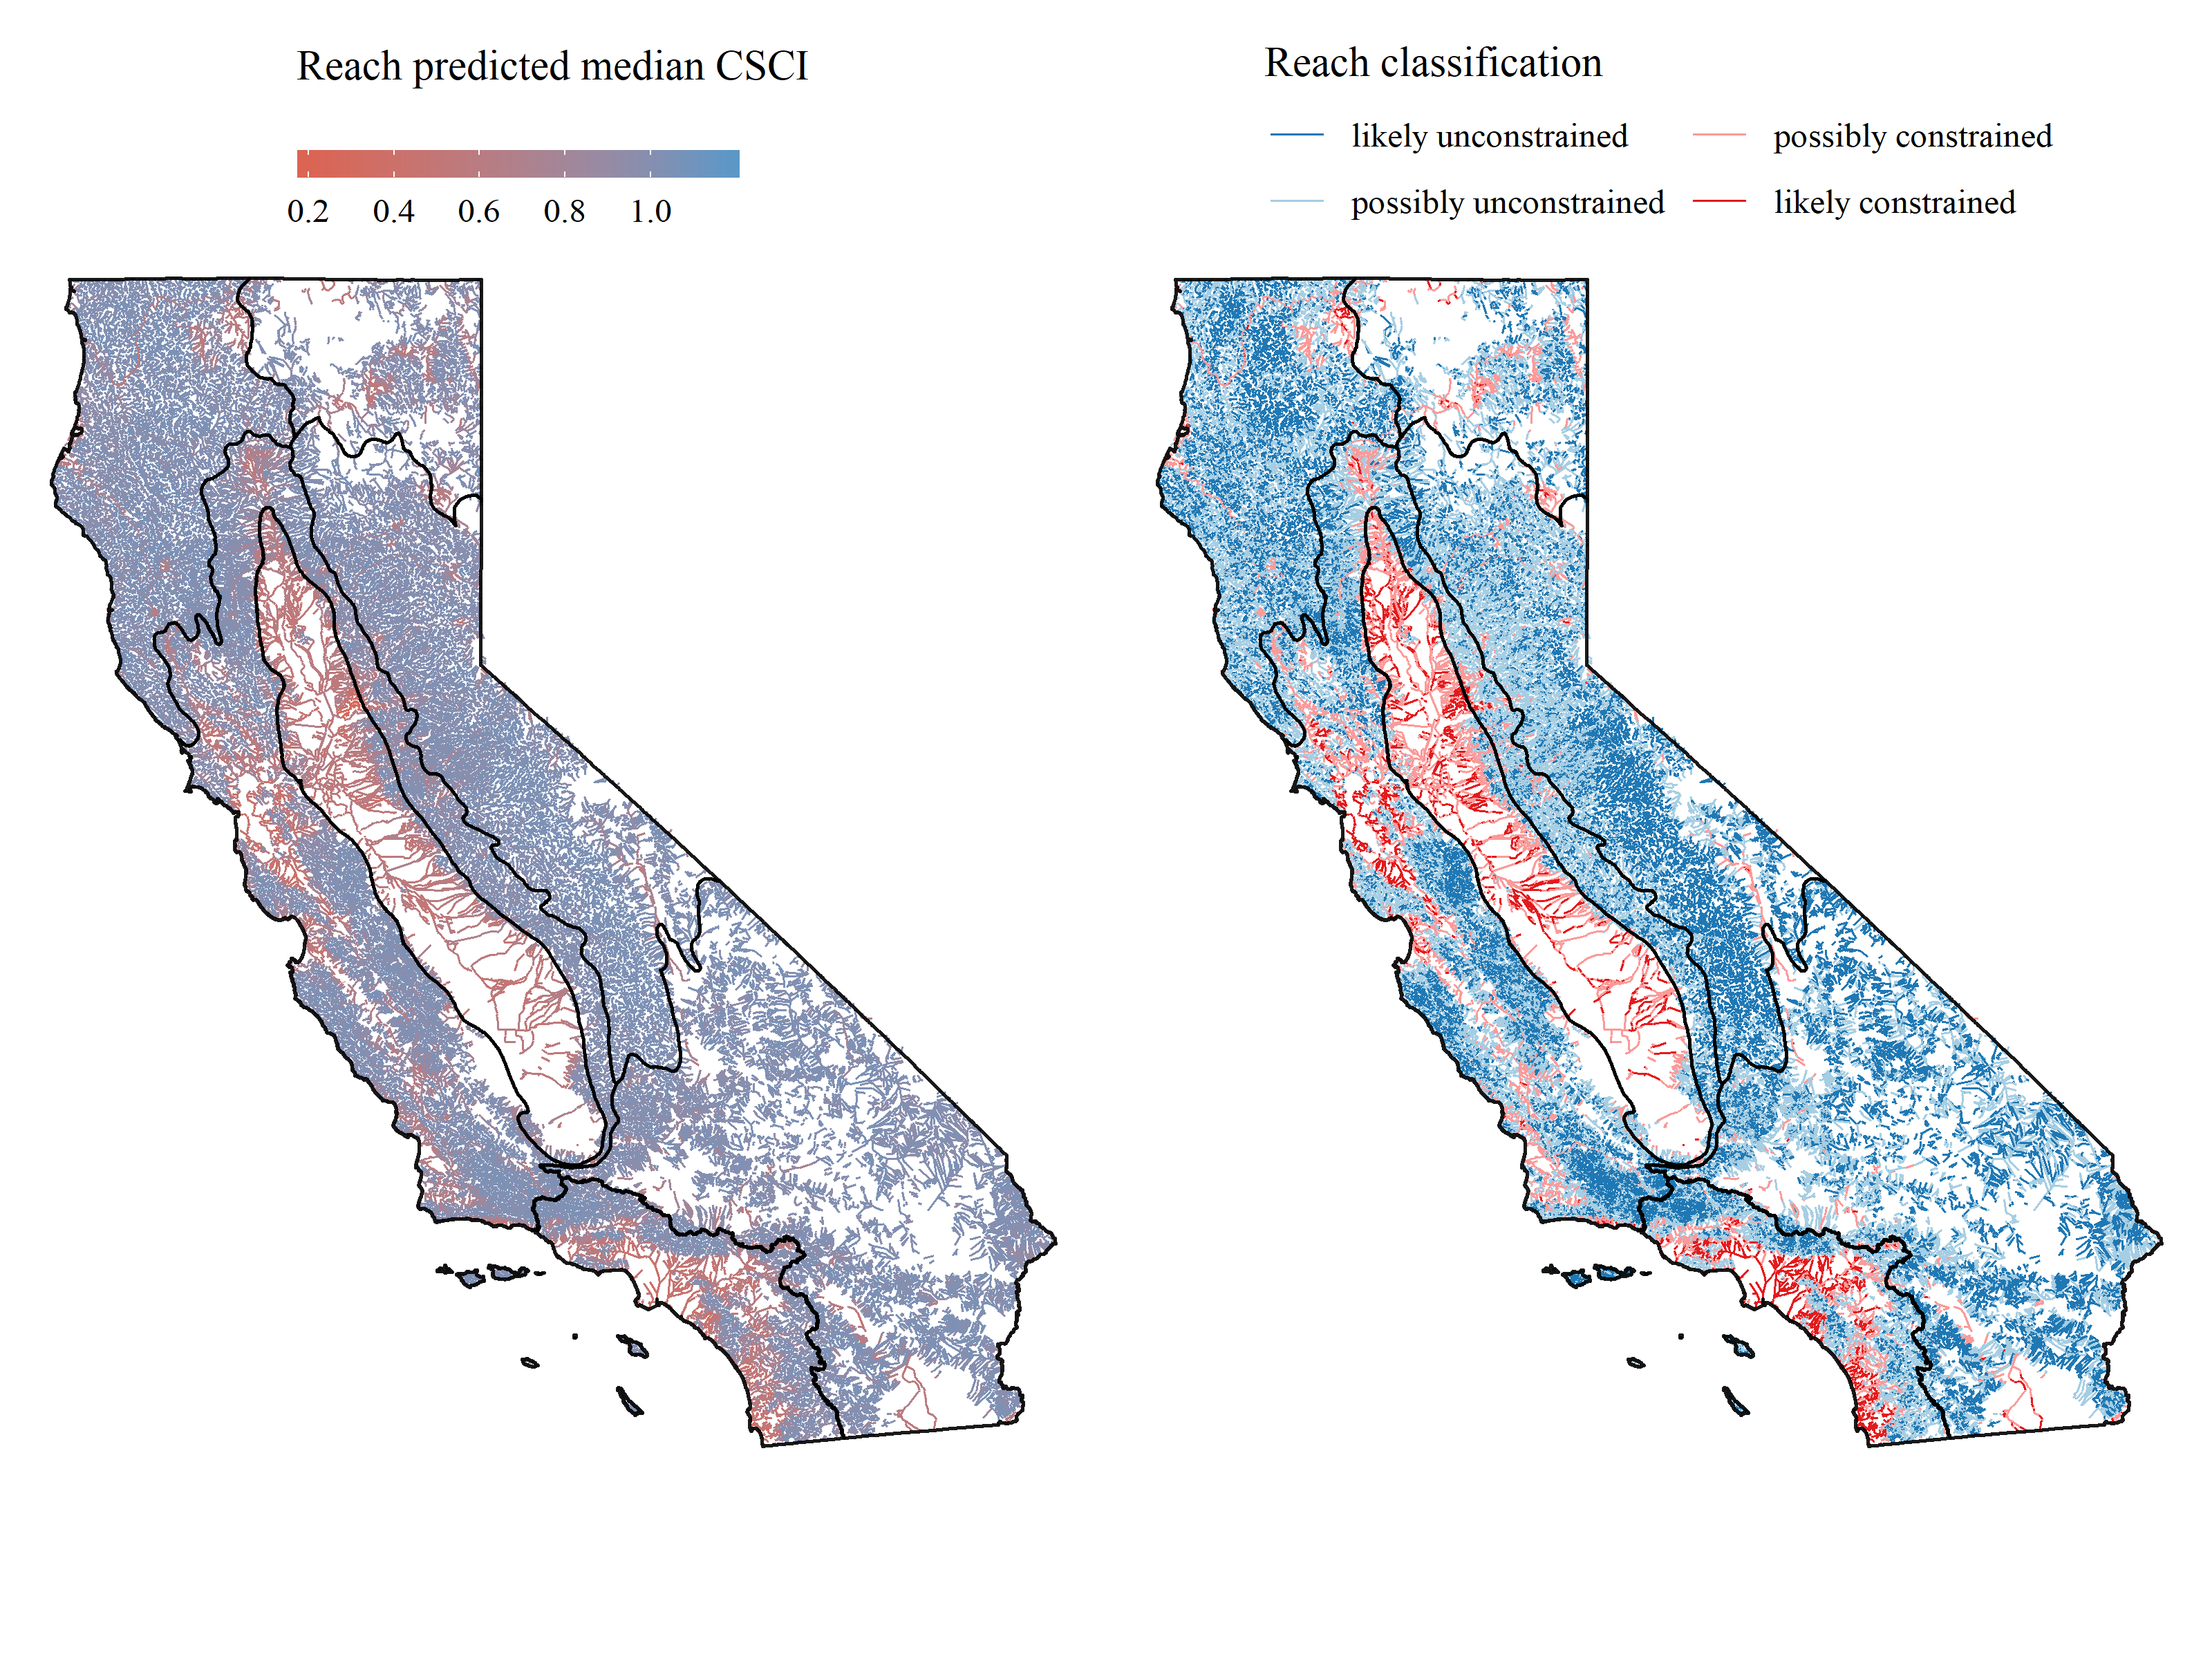 Reach predicted median CSCI
0.2 0.4 0.6 0.8 1.0
Reach classification
likely unconstrained possibly constrained
possibly unconstrained likely constrained